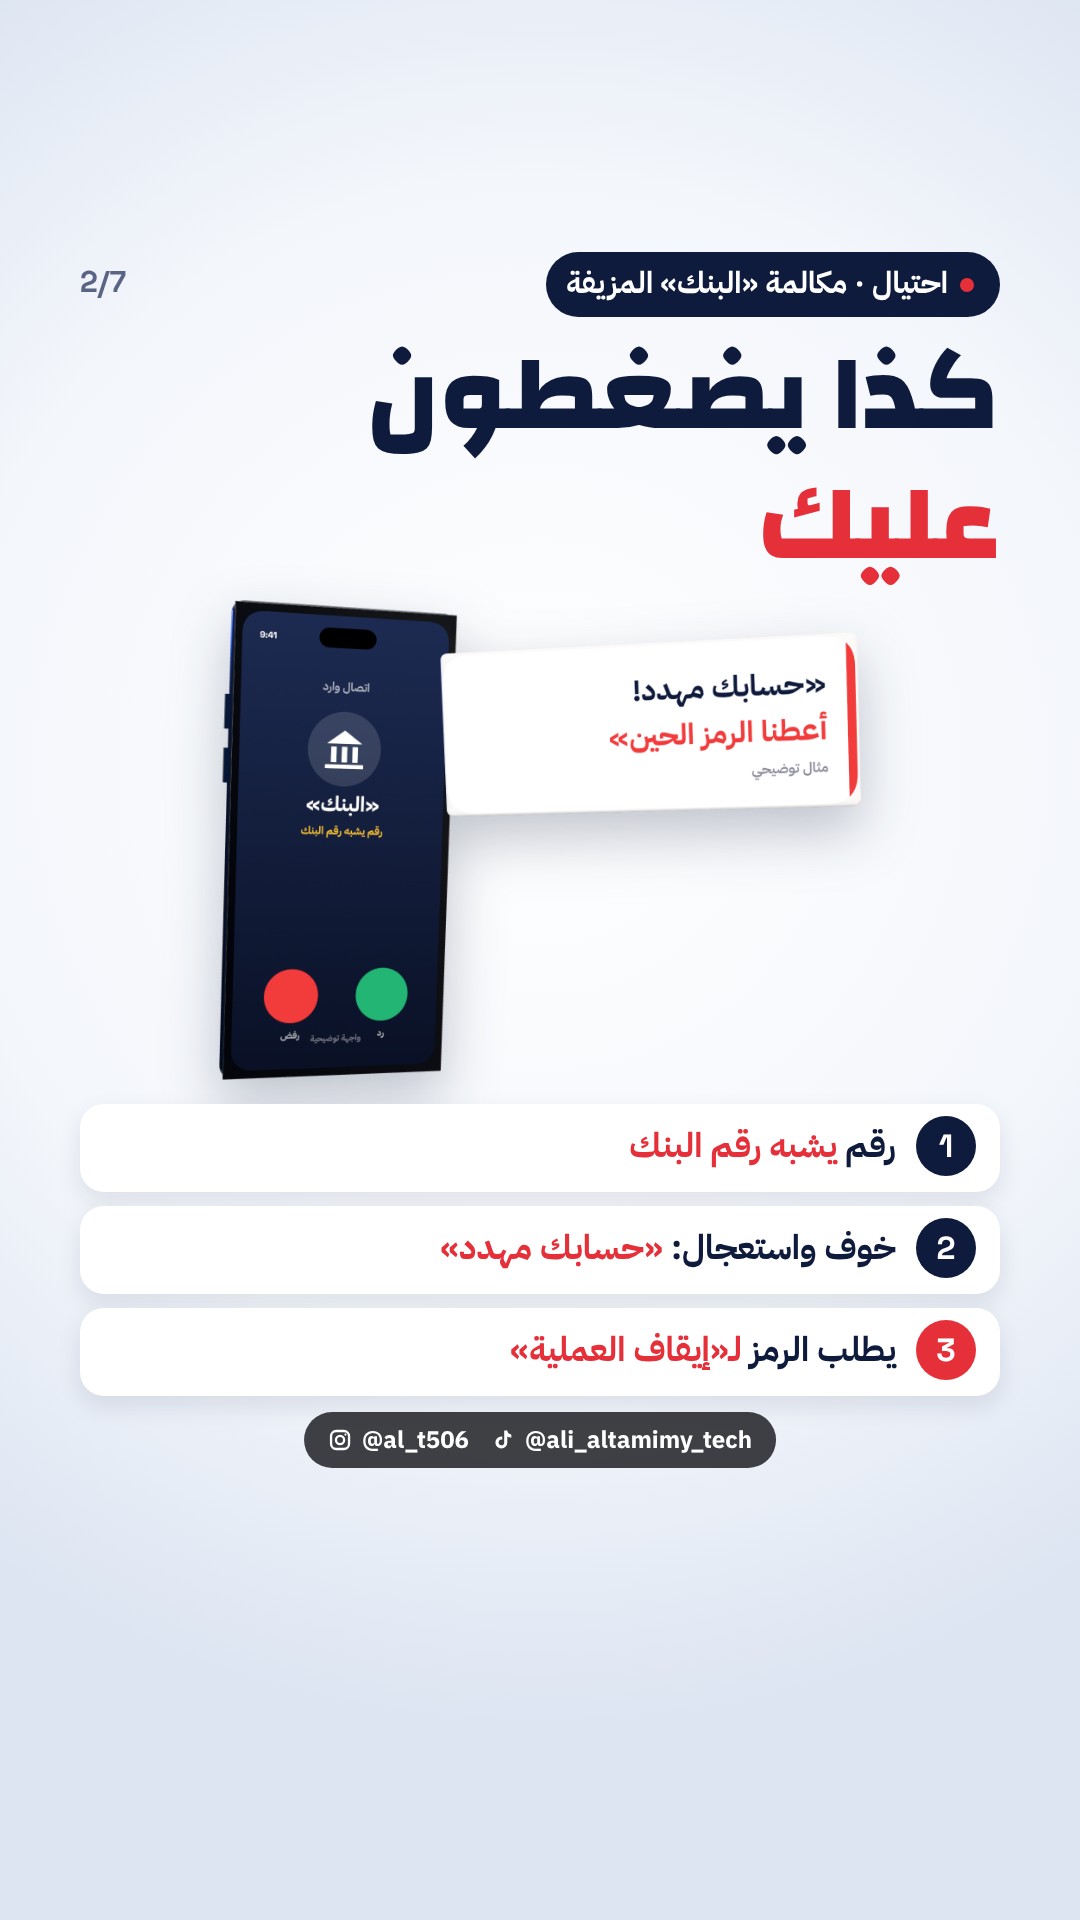 احتيال · مكالمة «البنك» المزيفة
2/7
كذا يضغطون
عليك
9:41
اتصال وارد
«البنك»
رقم يشبه رقم البنك
رد
رفض
واجهة توضيحية
«حسابك مهدد!
أعطنا الرمز الحين»
مثال توضيحي
1 رقم يشبه رقم البنك
2 خوف واستعجال: «حسابك مهدد»
3 يطلب الرمز لـ«إيقاف العملية»
@al_t506 @ali_altamimy_tech